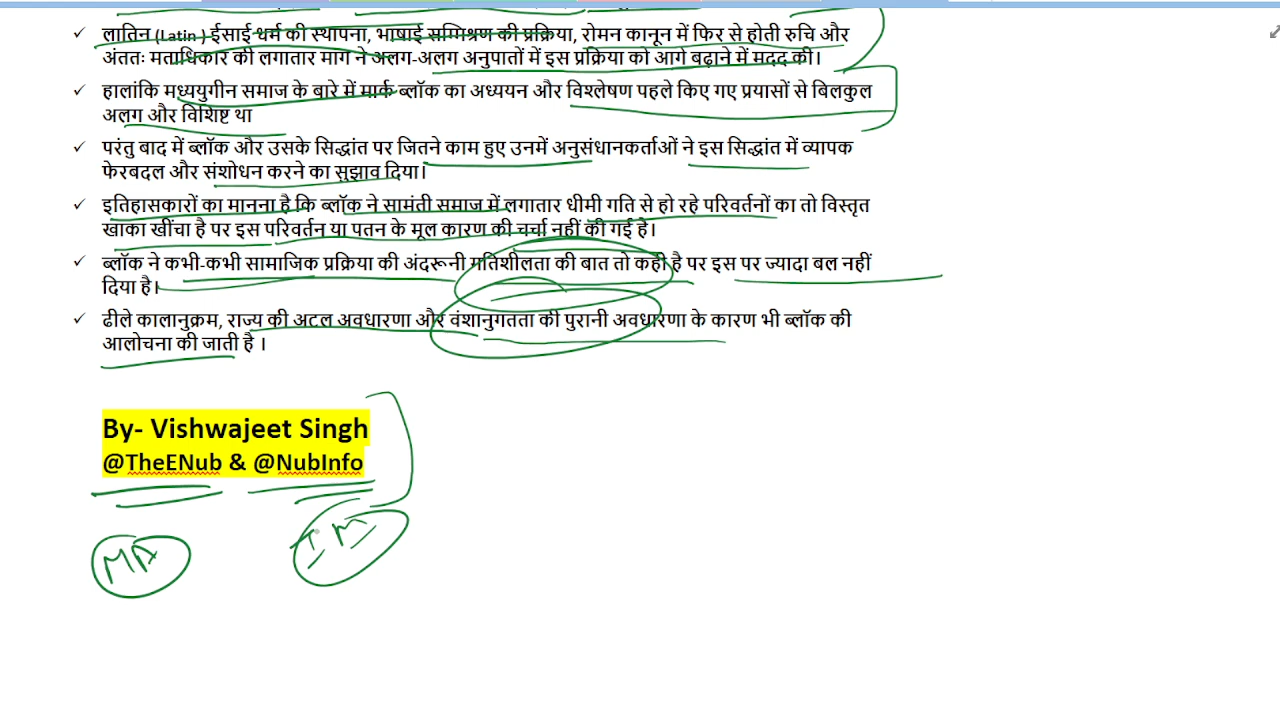 लातिन (Latin ) ईसाई धर्म की स्थापना, भाषाई सम्मिश्रण की प्रक्रिया, रोमन कानून में फिर से होती रुचि और
अंततः मताधिकार की लगातार मांग ने अलग-अलग अनुपातों में इस प्रक्रिया को आगे बढ़ाने में मदद की।
हालांकि मध्ययुगीन समाज के बारे में मार्क ब्लॉक का अध्ययन और विश्लेषण पहले किए गए प्रयासों से बिलकुल
अलग और विशिष्ट था
परंतु बाद में ब्लॉक और उसके सिद्धांत पर जितने काम हुए उनमें अनुसंधानकर्ताओं ने इस सिद्धांत में व्यापक
फेरबदल और संशोधन करने का सुझाव दिया।
इतिहासकारों का मानना है कि ब्लॉक ने सामंती समाज में लगातार धीमी गति से हो रहे परिवर्तनों का तो विस्तृत
खाका खींचा है पर इस परिवर्तन या पतन के मूल कारण की चर्चा नहीं की गई है।
ब्लॉक ने कभी-कभी सामाजिक प्रक्रिया की अंदरूनी गतिशीलता की बात तो कही है पर इस पर ज्यादा बल नहीं
दिया है।
ढीले कालानुक्रम, राज्य की अटल अवधारणा और वंशानुगतता की पुरानी अवधारणा के कारण भी ब्लॉक की
आलोचना की जाती है ।
By- Vishwajeet Singh
@TheENub & @NubInfo
MA IM